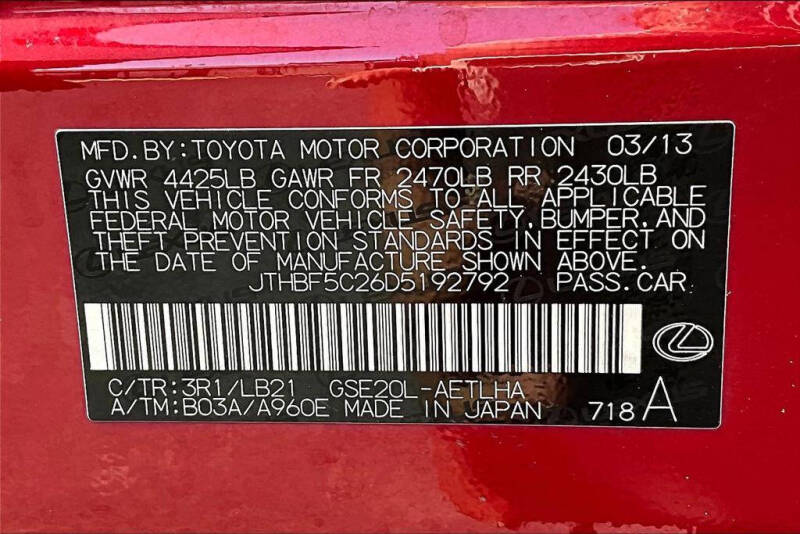 MFD.BY:TOYOTA MOTOR CORPORATION 03/13
GVWR 4425LB GAWR FR 2470LB RR 2430LB
THIS VEHICLE CONFORMS TO ALL APPLICABLE
FEDERAL MOTOR VEHICLE SAFETY, BUMPER, AND
THEFT PREVENTION STANDARDS IN EFFECT ON
THE DATE OF MANUFACTURE SHOWN ABOVE.
JTHBF5C26D5192792 PASS.CAR
C/TR:3R1/LB21 GSE20L-AETLHA
A/TM:B03A/A960E MADE IN JAPAN 718 A